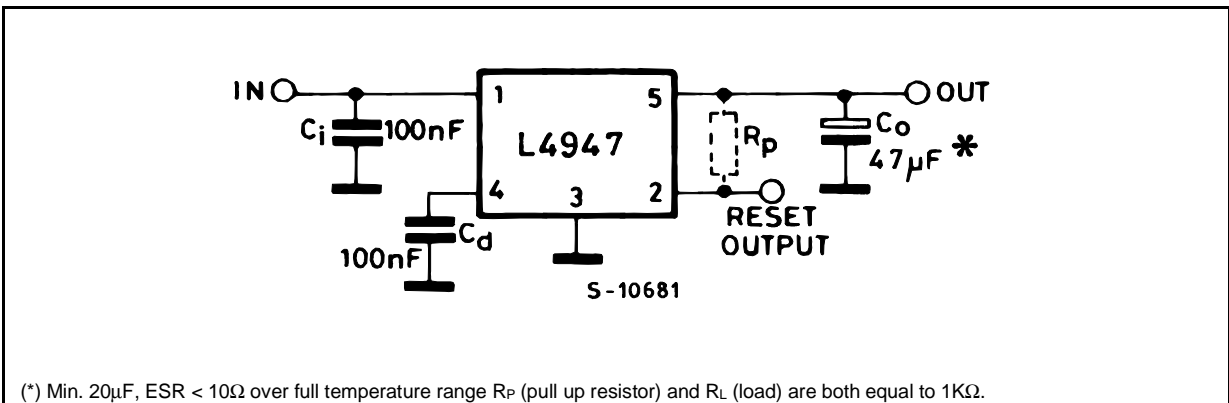 IN
1
5
OUT
Ci
100nF
L4947
Rp
Co
47μF *
4
3
2
Cd
100nF
RESET
OUTPUT
S-10681
(*) Min. 20μF, ESR < 10Ω over full temperature range RP (pull up resistor) and RL (load) are both equal to 1KΩ.